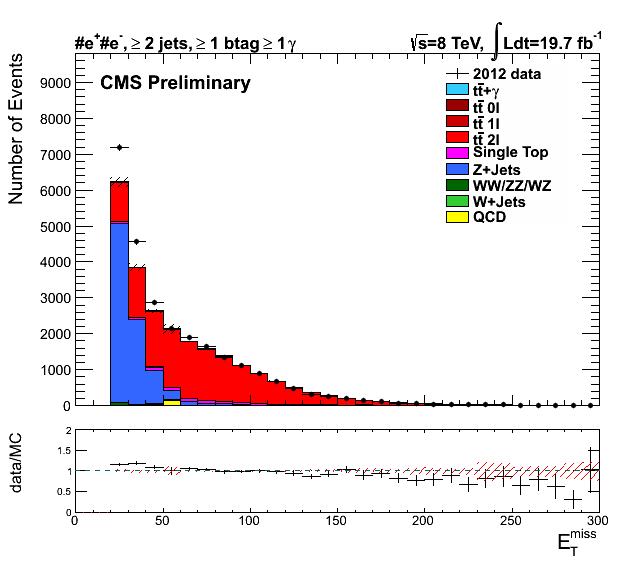 #e⁺#e⁻, ≥ 2 jets, ≥ 1 btag ≥ 1γ
√s=8 TeV, ∫Ldt=19.7 fb⁻¹
CMS Preliminary
2012 data
tt̄+γ
tt̄ 0l
tt̄ 1l
tt̄ 2l
Single Top
Z+Jets
WW/ZZ/WZ
W+Jets
QCD
Number of Events
9000
8000
7000
6000
5000
4000
3000
2000
1000
0
data/MC
2
1.5
1
0.5
0
0 50 100 150 200 250 300
E_T^miss